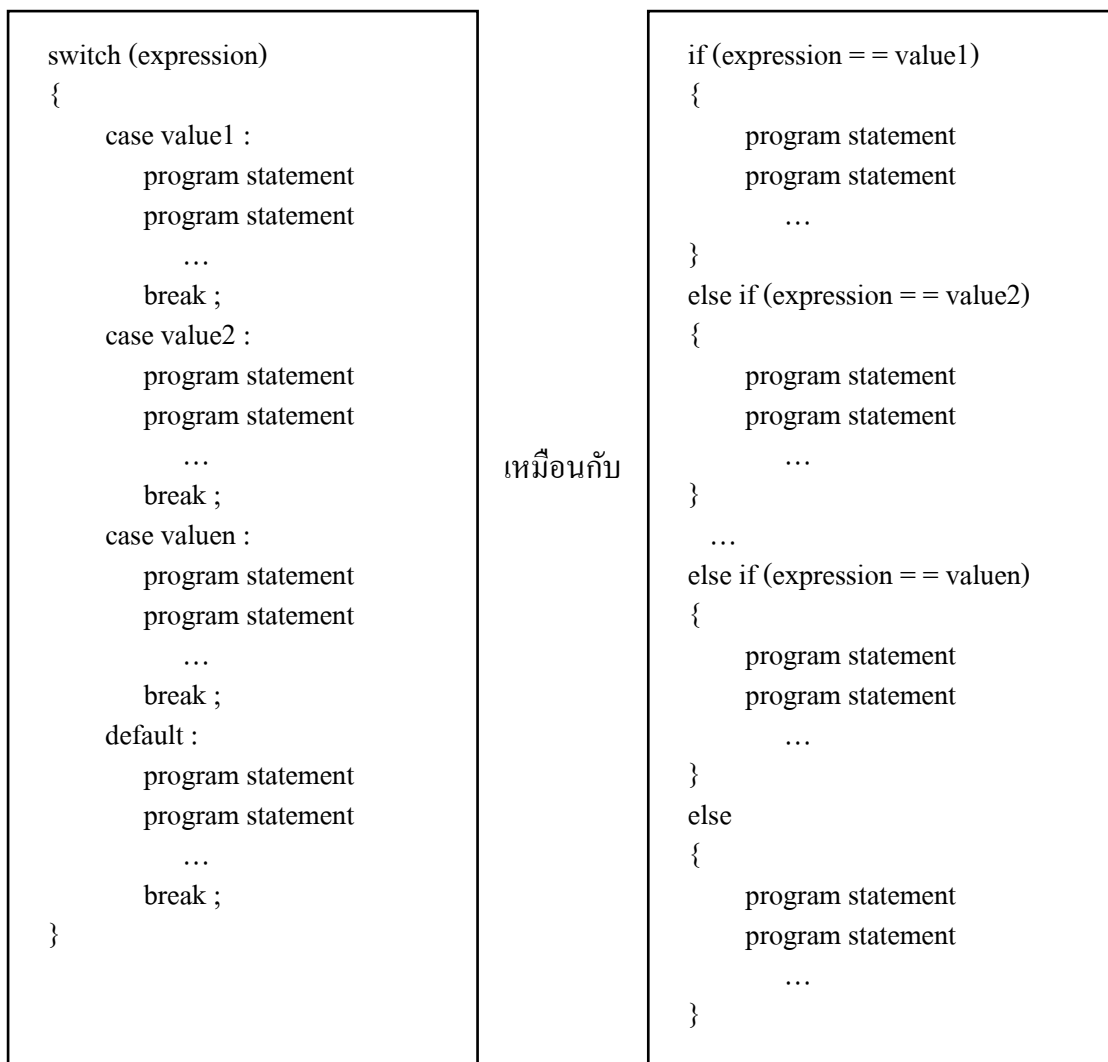 switch (expression)
{
case value1 :
program statement
program statement
…
break ;
case value2 :
program statement
program statement
…
break ;
case valuen :
program statement
program statement
…
break ;
default :
program statement
program statement
…
break ;
}
เหมือนกับ
if (expression = = value1)
{
program statement
program statement
…
}
else if (expression = = value2)
{
program statement
program statement
…
}
…
else if (expression = = valuen)
{
program statement
program statement
…
}
else
{
program statement
program statement
…
}